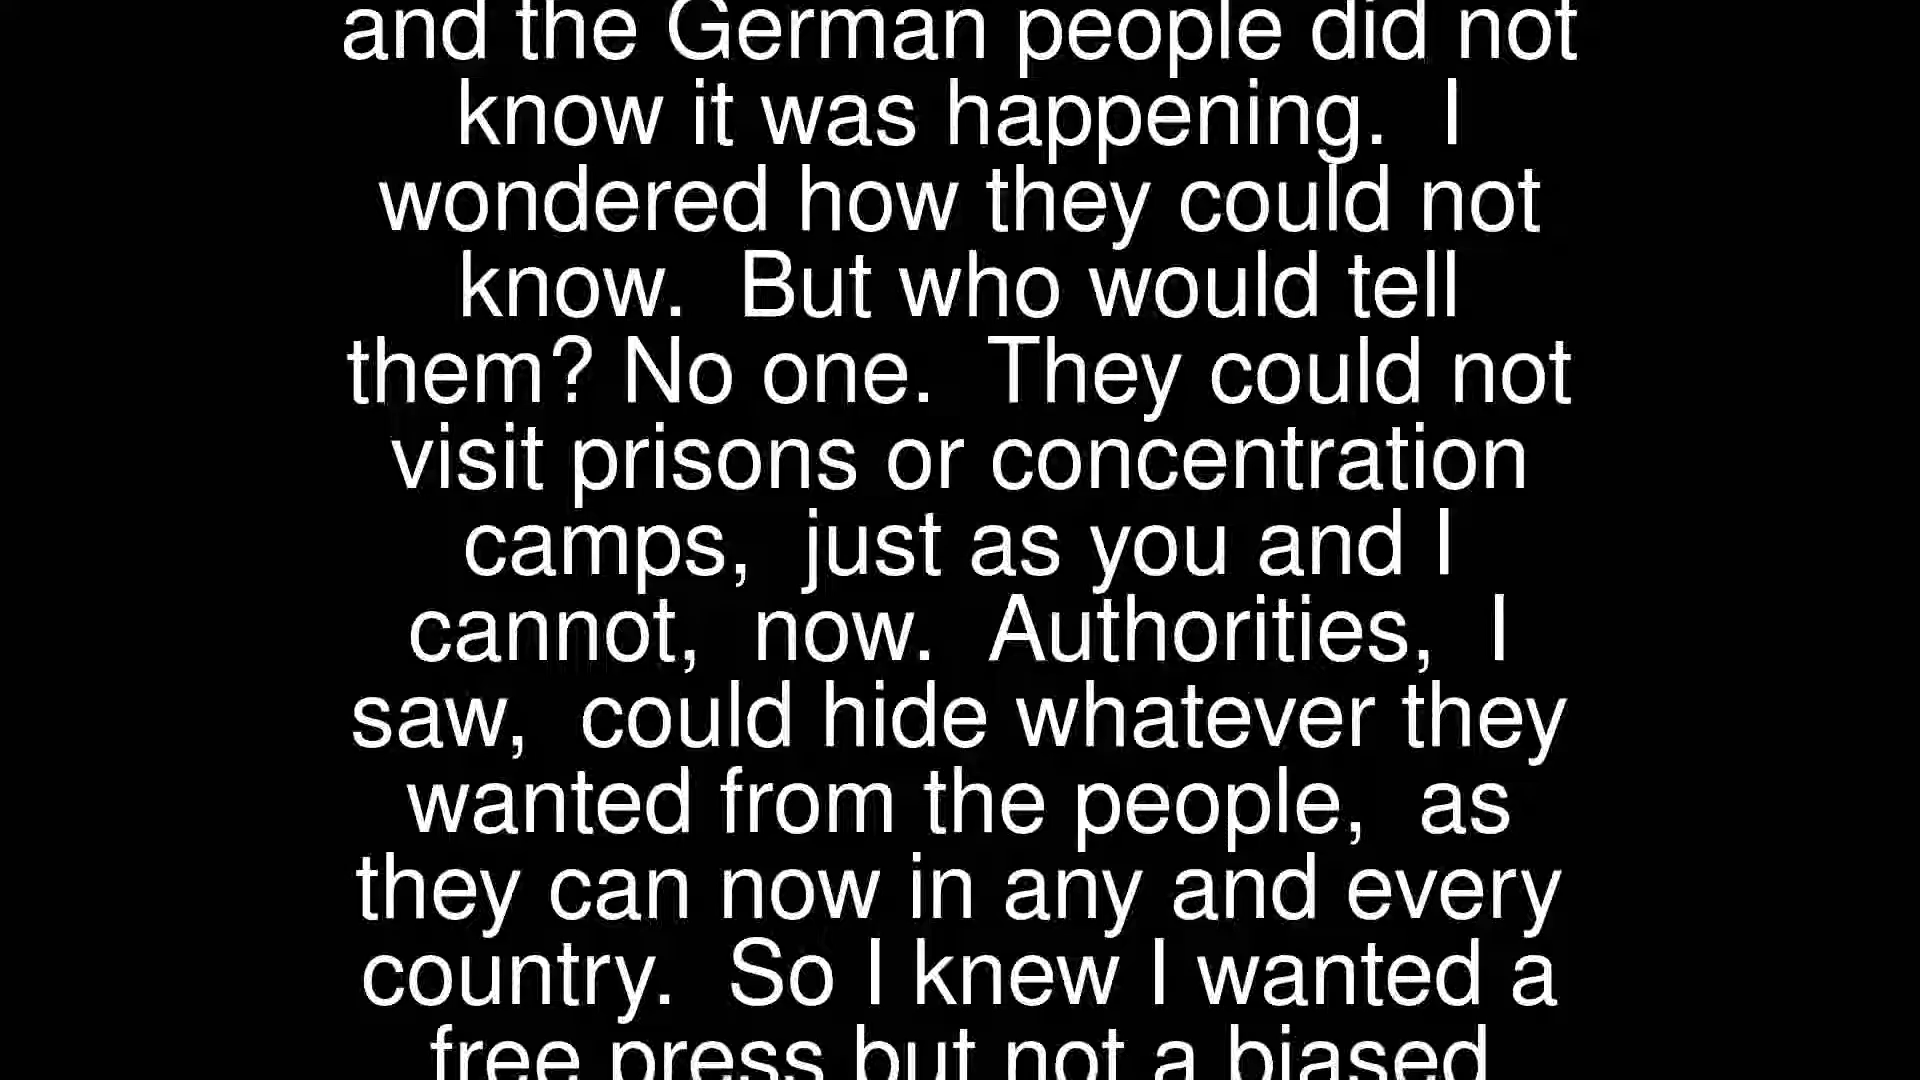 and the German people did not
know it was happening.  I
wondered how they could not
know.  But who would tell
them? No one.  They could not
visit prisons or concentration
camps,  just as you and I
cannot,  now.  Authorities,  I
saw,  could hide whatever they
wanted from the people,  as
they can now in any and every
country.  So I knew I wanted a
free press but not a biased